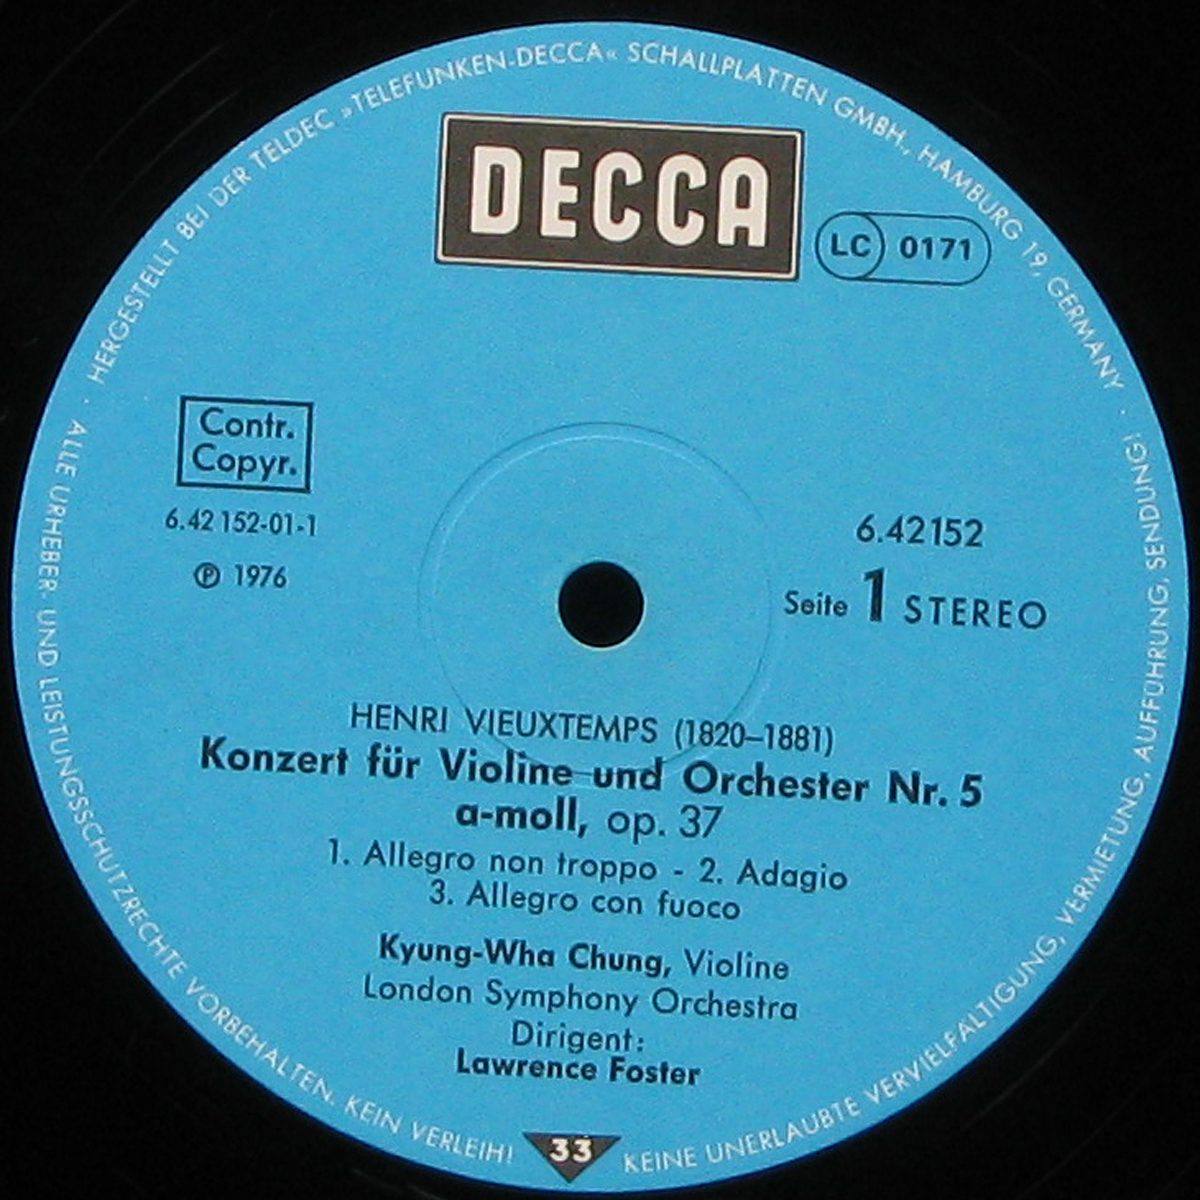 HERGESTELLT BEI DER TELDEC »TELEFUNKEN-DECCA« SCHALLPLATTEN GMBH., HAMBURG 19, GERMANY ·
DECCA
LC 0171
Contr.
Copyr.
6.42 152-01-1
℗ 1976
6.42152
Seite 1 STEREO
HENRI VIEUXTEMPS (1820–1881)
Konzert für Violine und Orchester Nr. 5
a-moll, op. 37
1. Allegro non troppo - 2. Adagio
3. Allegro con fuoco
Kyung-Wha Chung, Violine
London Symphony Orchestra
Dirigent:
Lawrence Foster
· ALLE URHEBER- UND LEISTUNGSSCHUTZRECHTE VORBEHALTEN. KEIN VERLEIH!
33
KEINE UNERLAUBTE VERVIELFALTIGUNG, VERMIETUNG, AUFFÜHRUNG, SENDUNG!